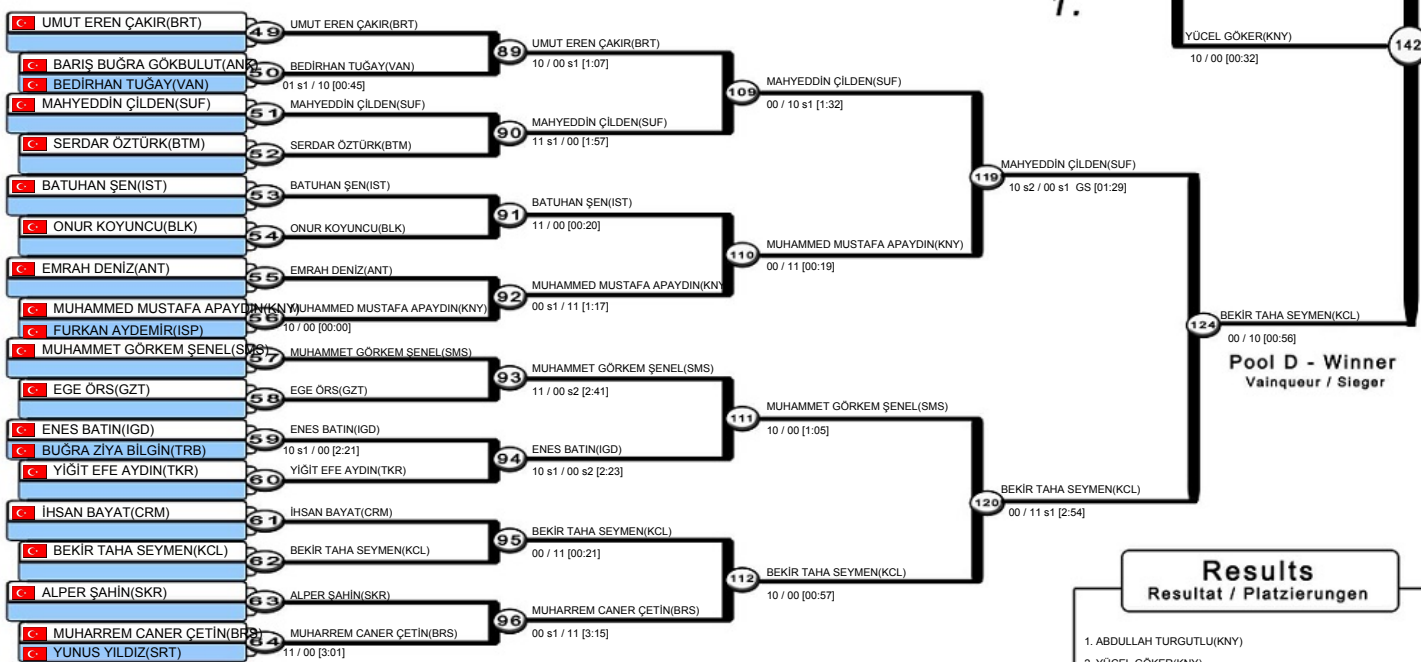 1.
UMUT EREN ÇAKIR(BRT)
49
UMUT EREN ÇAKIR(BRT)
BARIŞ BUĞRA GÖKBULUT(ANK)
BEDİRHAN TUĞAY(VAN)
50
BEDİRHAN TUĞAY(VAN)
01 s1 / 10 [00:45]
MAHYEDDİN ÇİLDEN(SUF)
51
MAHYEDDİN ÇİLDEN(SUF)
SERDAR ÖZTÜRK(BTM)
52
SERDAR ÖZTÜRK(BTM)
BATUHAN ŞEN(IST)
53
BATUHAN ŞEN(IST)
ONUR KOYUNCU(BLK)
54
ONUR KOYUNCU(BLK)
EMRAH DENİZ(ANT)
55
EMRAH DENİZ(ANT)
MUHAMMED MUSTAFA APAYDIN(KNY)
FURKAN AYDEMİR(ISP)
56
MUHAMMED MUSTAFA APAYDIN(KNY)
10 / 00 [00:00]
MUHAMMET GÖRKEM ŞENEL(SMS)
57
MUHAMMET GÖRKEM ŞENEL(SMS)
EGE ÖRS(GZT)
58
EGE ÖRS(GZT)
ENES BATIN(IGD)
BUĞRA ZİYA BİLGİN(TRB)
59
ENES BATIN(IGD)
10 s1 / 00 [2:21]
YİĞİT EFE AYDIN(TKR)
60
YİĞİT EFE AYDIN(TKR)
İHSAN BAYAT(CRM)
61
İHSAN BAYAT(CRM)
BEKİR TAHA SEYMEN(KCL)
62
BEKİR TAHA SEYMEN(KCL)
ALPER ŞAHİN(SKR)
63
ALPER ŞAHİN(SKR)
MUHARREM CANER ÇETİN(BRS)
YUNUS YILDIZ(SRT)
64
MUHARREM CANER ÇETİN(BRS)
11 / 00 [3:01]
89
UMUT EREN ÇAKIR(BRT)
10 / 00 s1 [1:07]
90
MAHYEDDİN ÇİLDEN(SUF)
11 s1 / 00 [1:57]
91
BATUHAN ŞEN(IST)
11 / 00 [00:20]
92
MUHAMMED MUSTAFA APAYDIN(KNY
00 s1 / 11 [1:17]
93
MUHAMMET GÖRKEM ŞENEL(SMS)
11 / 00 s2 [2:41]
94
ENES BATIN(IGD)
10 s1 / 00 s2 [2:23]
95
BEKİR TAHA SEYMEN(KCL)
00 / 11 [00:21]
96
MUHARREM CANER ÇETİN(BRS)
00 s1 / 11 [3:15]
109
MAHYEDDİN ÇİLDEN(SUF)
00 / 10 s1 [1:32]
110
MUHAMMED MUSTAFA APAYDIN(KNY)
00 / 11 [00:19]
111
MUHAMMET GÖRKEM ŞENEL(SMS)
10 / 00 [1:05]
112
BEKİR TAHA SEYMEN(KCL)
10 / 00 [00:57]
119
MAHYEDDİN ÇİLDEN(SUF)
10 s2 / 00 s1 GS [01:29]
120
BEKİR TAHA SEYMEN(KCL)
00 / 11 s1 [2:54]
YÜCEL GÖKER(KNY)
10 / 00 [00:32]
142
124
BEKİR TAHA SEYMEN(KCL)
00 / 10 [00:56]
Pool D - Winner
Vainqueur / Sieger
Results
Resultat / Platzierungen
1. ABDULLAH TURGUTLU(KNY)
2. YÜCEL GÖKER(KNY)